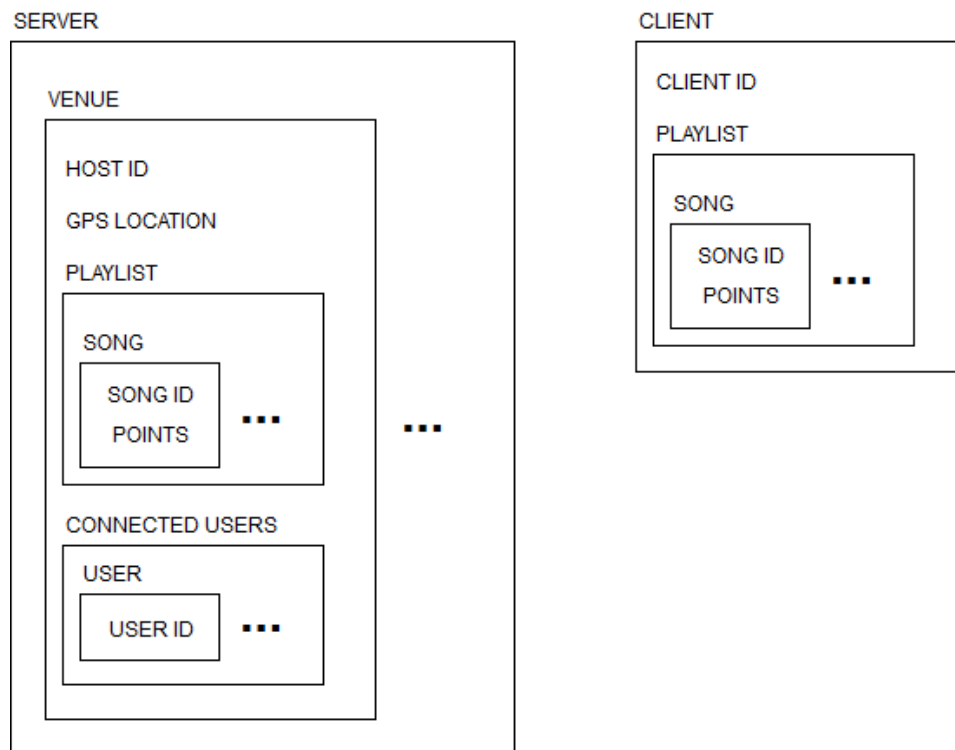 SERVER
VENUE
HOST ID
GPS LOCATION
PLAYLIST
SONG
SONG ID
POINTS
...
CONNECTED USERS
USER
USER ID
...
...
CLIENT
CLIENT ID
PLAYLIST
SONG
SONG ID
POINTS
...